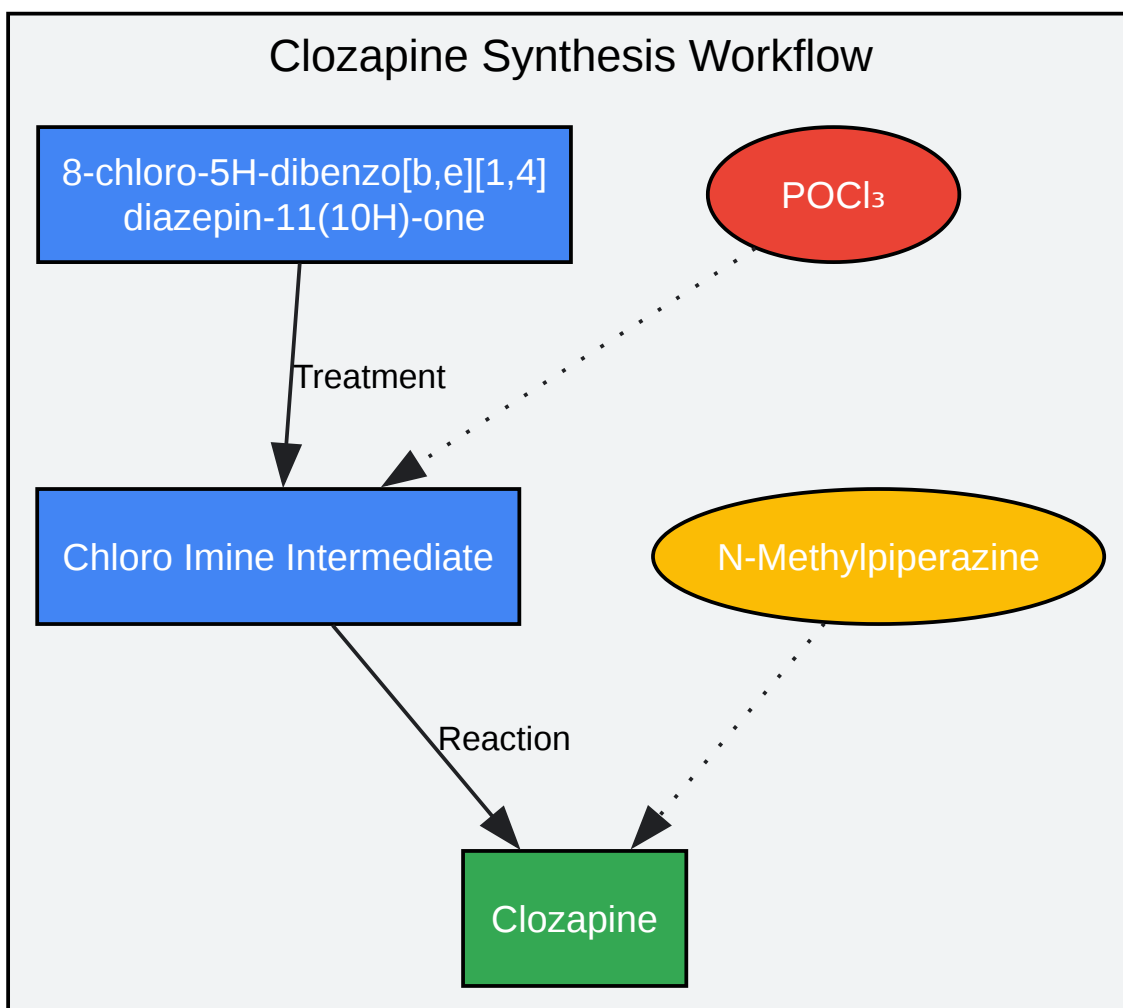 Clozapine Synthesis Workflow
8-chloro-5H-dibenzo[b,e][1,4]
diazepin-11(10H)-one
POCl₃
Treatment
Chloro Imine Intermediate
N-Methylpiperazine
Reaction
Clozapine